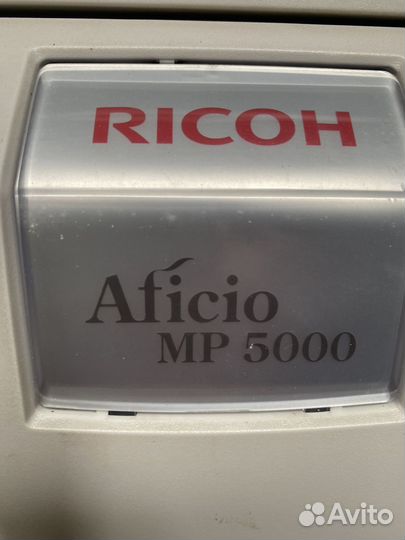 RICOH
Aficio
MP 5000
Avito